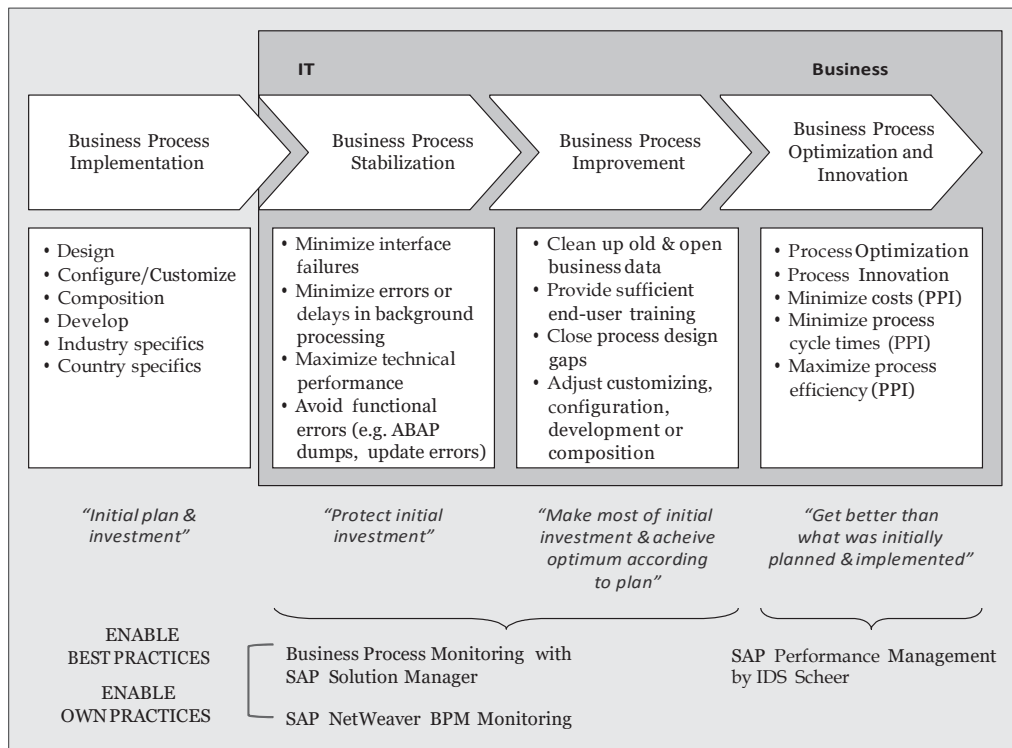 IT
Business
Business Process
Implementation
Business Process
Stabilization
Business Process
Improvement
Business Process
Optimization and
Innovation
• Design
• Configure/Customize
• Composition
• Develop
• Industry specifics
• Country specifics
• Minimize interface
failures
• Minimize errors or
delays in background
processing
• Maximize technical
performance
• Avoid functional
errors (e.g. ABAP
dumps, update errors)
• Clean up old & open
business data
• Provide sufficient
end-user training
• Close process design
gaps
• Adjust customizing,
configuration,
development or
composition
• Process Optimization
• Process Innovation
• Minimize costs (PPI)
• Minimize process
cycle times (PPI)
• Maximize process
efficiency (PPI)
“Initial plan &
investment”
“Protect initial
investment”
“Make most of initial
investment & acheive
optimum according
to plan”
“Get better than
what was initially
planned & implemented”
ENABLE
BEST PRACTICES
ENABLE
OWN PRACTICES
Business Process Monitoring with
SAP Solution Manager
SAP NetWeaver BPM Monitoring
SAP Performance Management
by IDS Scheer